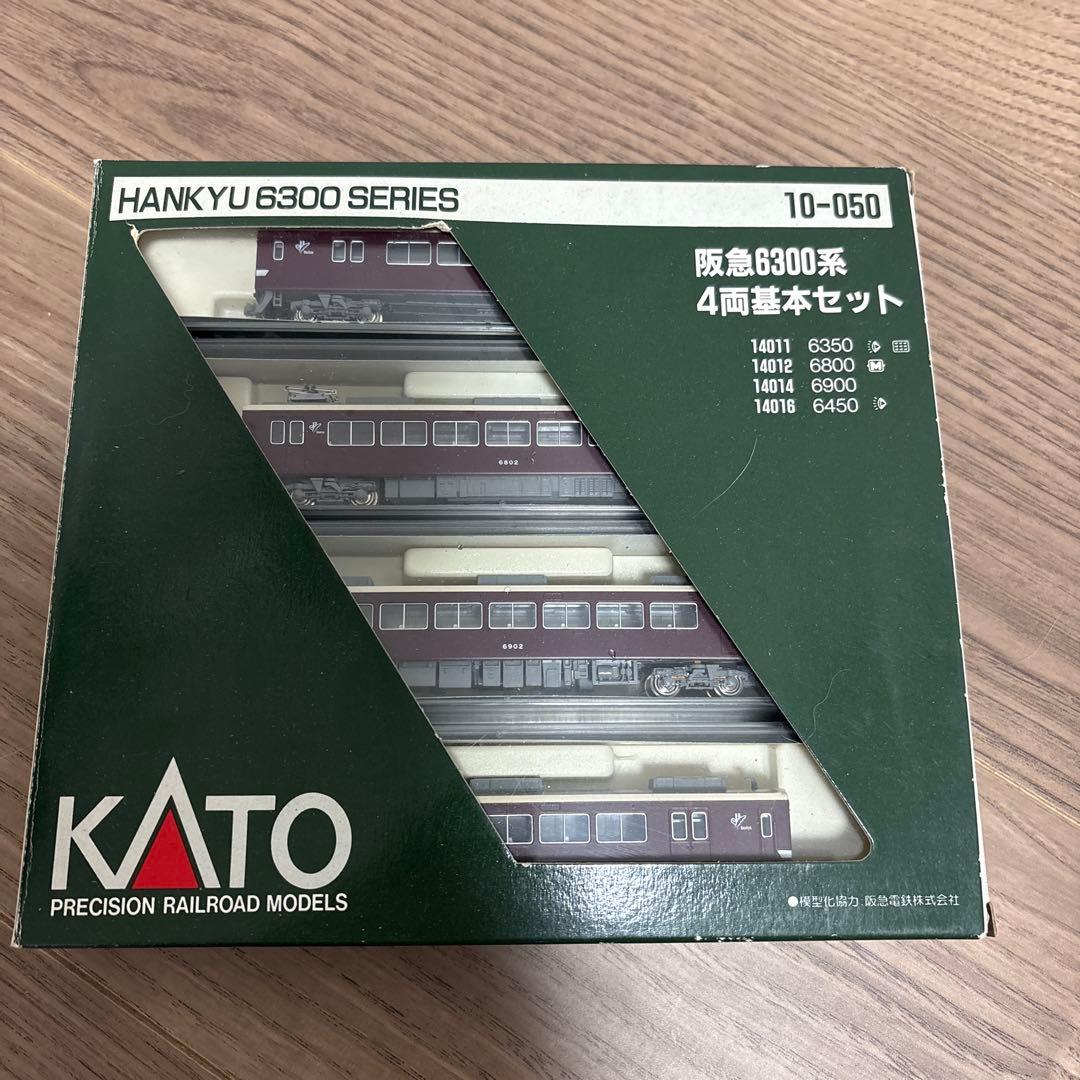 HANKYU 6300 SERIES
10-050
阪急6300系
4両基本セット
14011 6350
14012 6800 M
14014 6900
14016 6450
6802
6902
KATO
PRECISION RAILROAD MODELS
●模型化協力:阪急電鉄株式会社